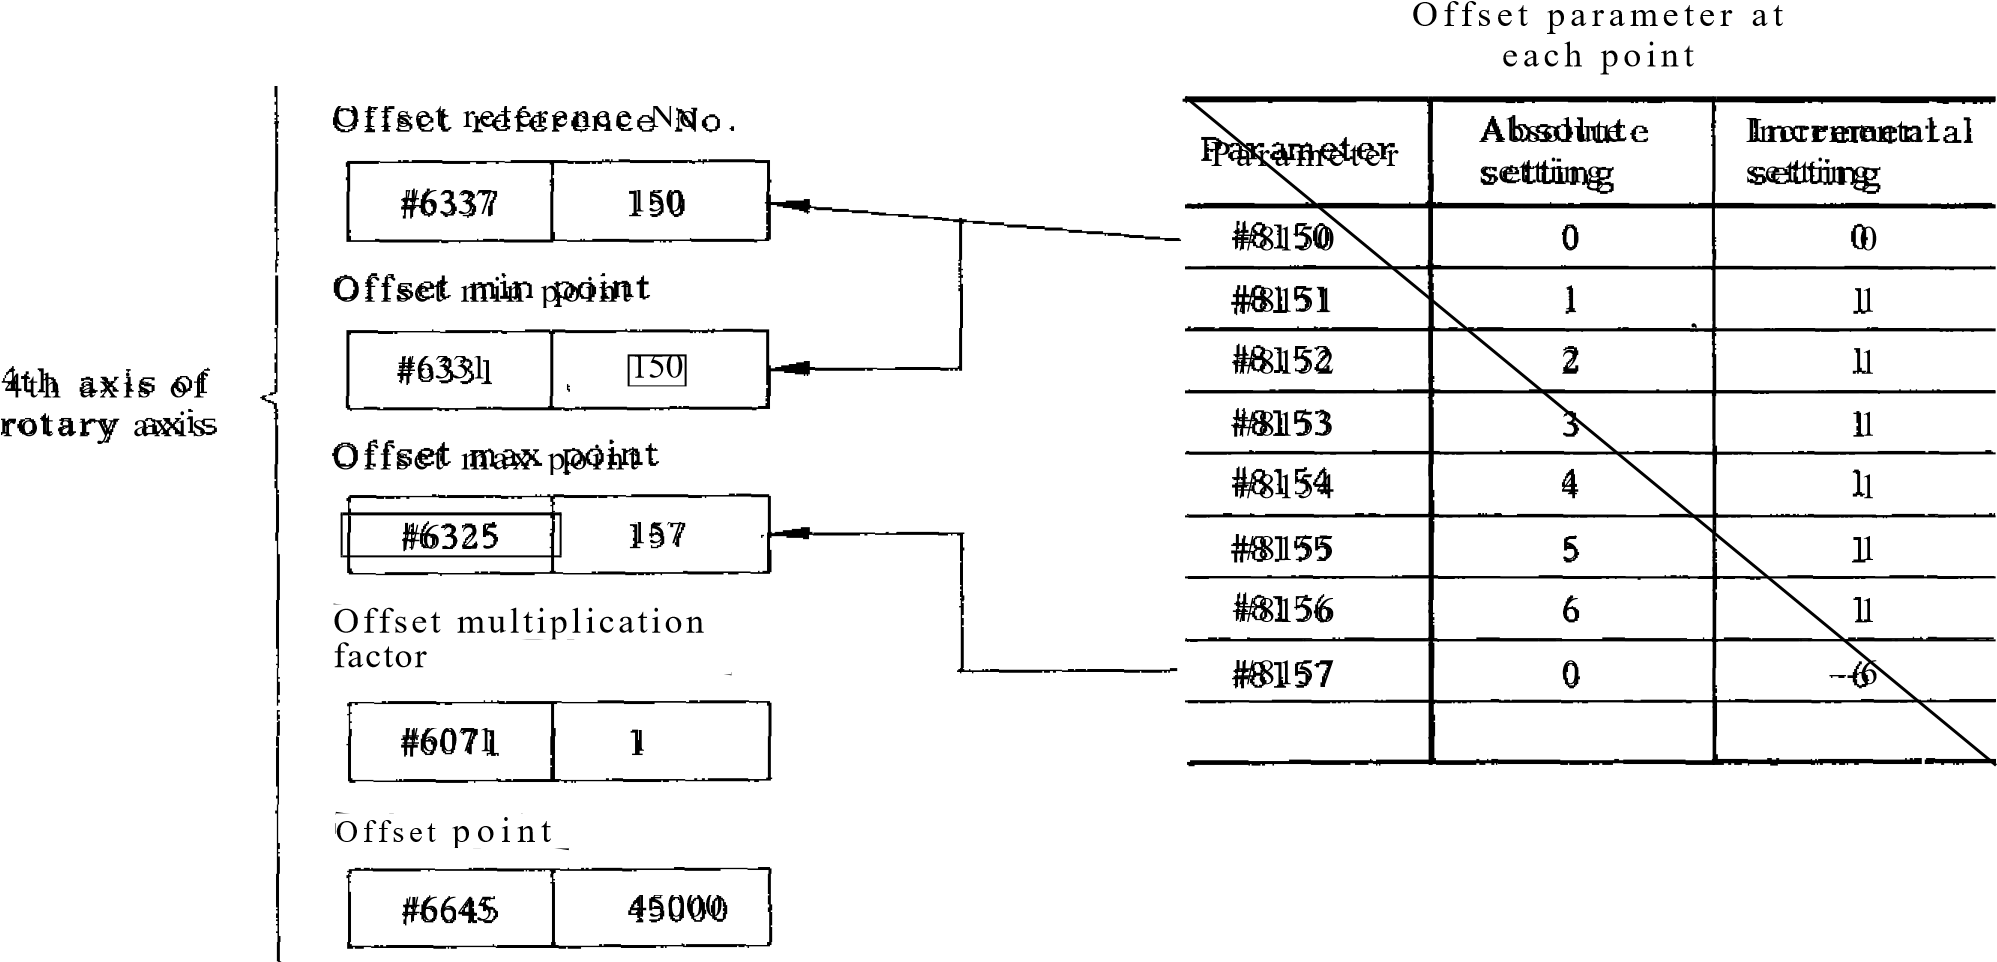 Offset parameter at
each point
4th axis of
rotary axis
Offset reference No.
#6337 150
Offset min point
#6331 150
Offset max point
#6325 157
Offset multiplication
factor
#6071 1
Offset point
#6645 45000
Parameter Absolute setting Incremental setting
#8150 0 0
#8151 1 1
#8152 2 1
#8153 3 1
#8154 4 1
#8155 5 1
#8156 6 1
#8157 0 -6